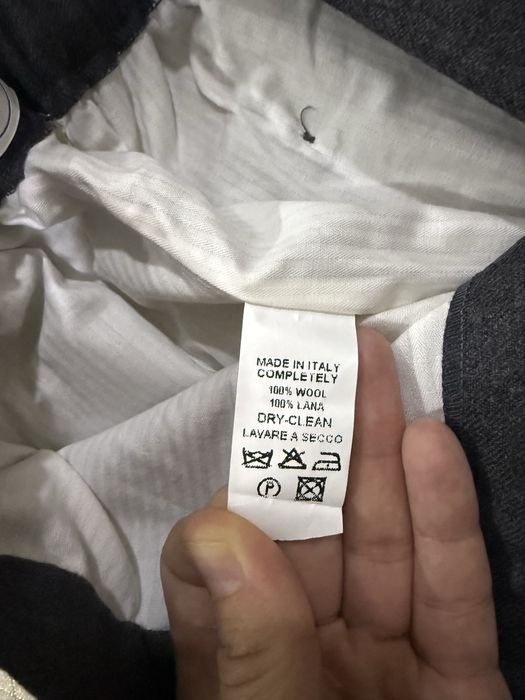 MADE IN ITALY
COMPLETELY
100% WOOL
100% LANA
DRY-CLEAN
LAVARE A SECCO
P